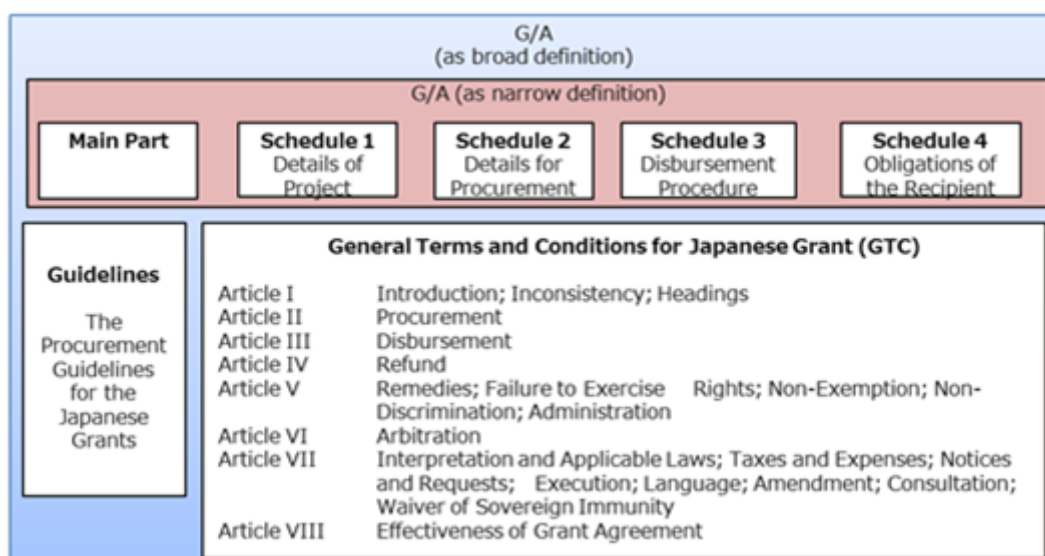 G/A
(as broad definition)
G/A (as narrow definition)
Main Part
Schedule 1
Details of
Project
Schedule 2
Details for
Procurement
Schedule 3
Disbursement
Procedure
Schedule 4
Obligations of
the Recipient
Guidelines
The
Procurement
Guidelines
for the
Japanese
Grants
General Terms and Conditions for Japanese Grant (GTC)
Article I Introduction; Inconsistency; Headings
Article II Procurement
Article III Disbursement
Article IV Refund
Article V Remedies; Failure to Exercise Rights; Non-Exemption; Non-
Discrimination; Administration
Article VI Arbitration
Article VII Interpretation and Applicable Laws; Taxes and Expenses; Notices
and Requests; Execution; Language; Amendment; Consultation;
Waiver of Sovereign Immunity
Article VIII Effectiveness of Grant Agreement